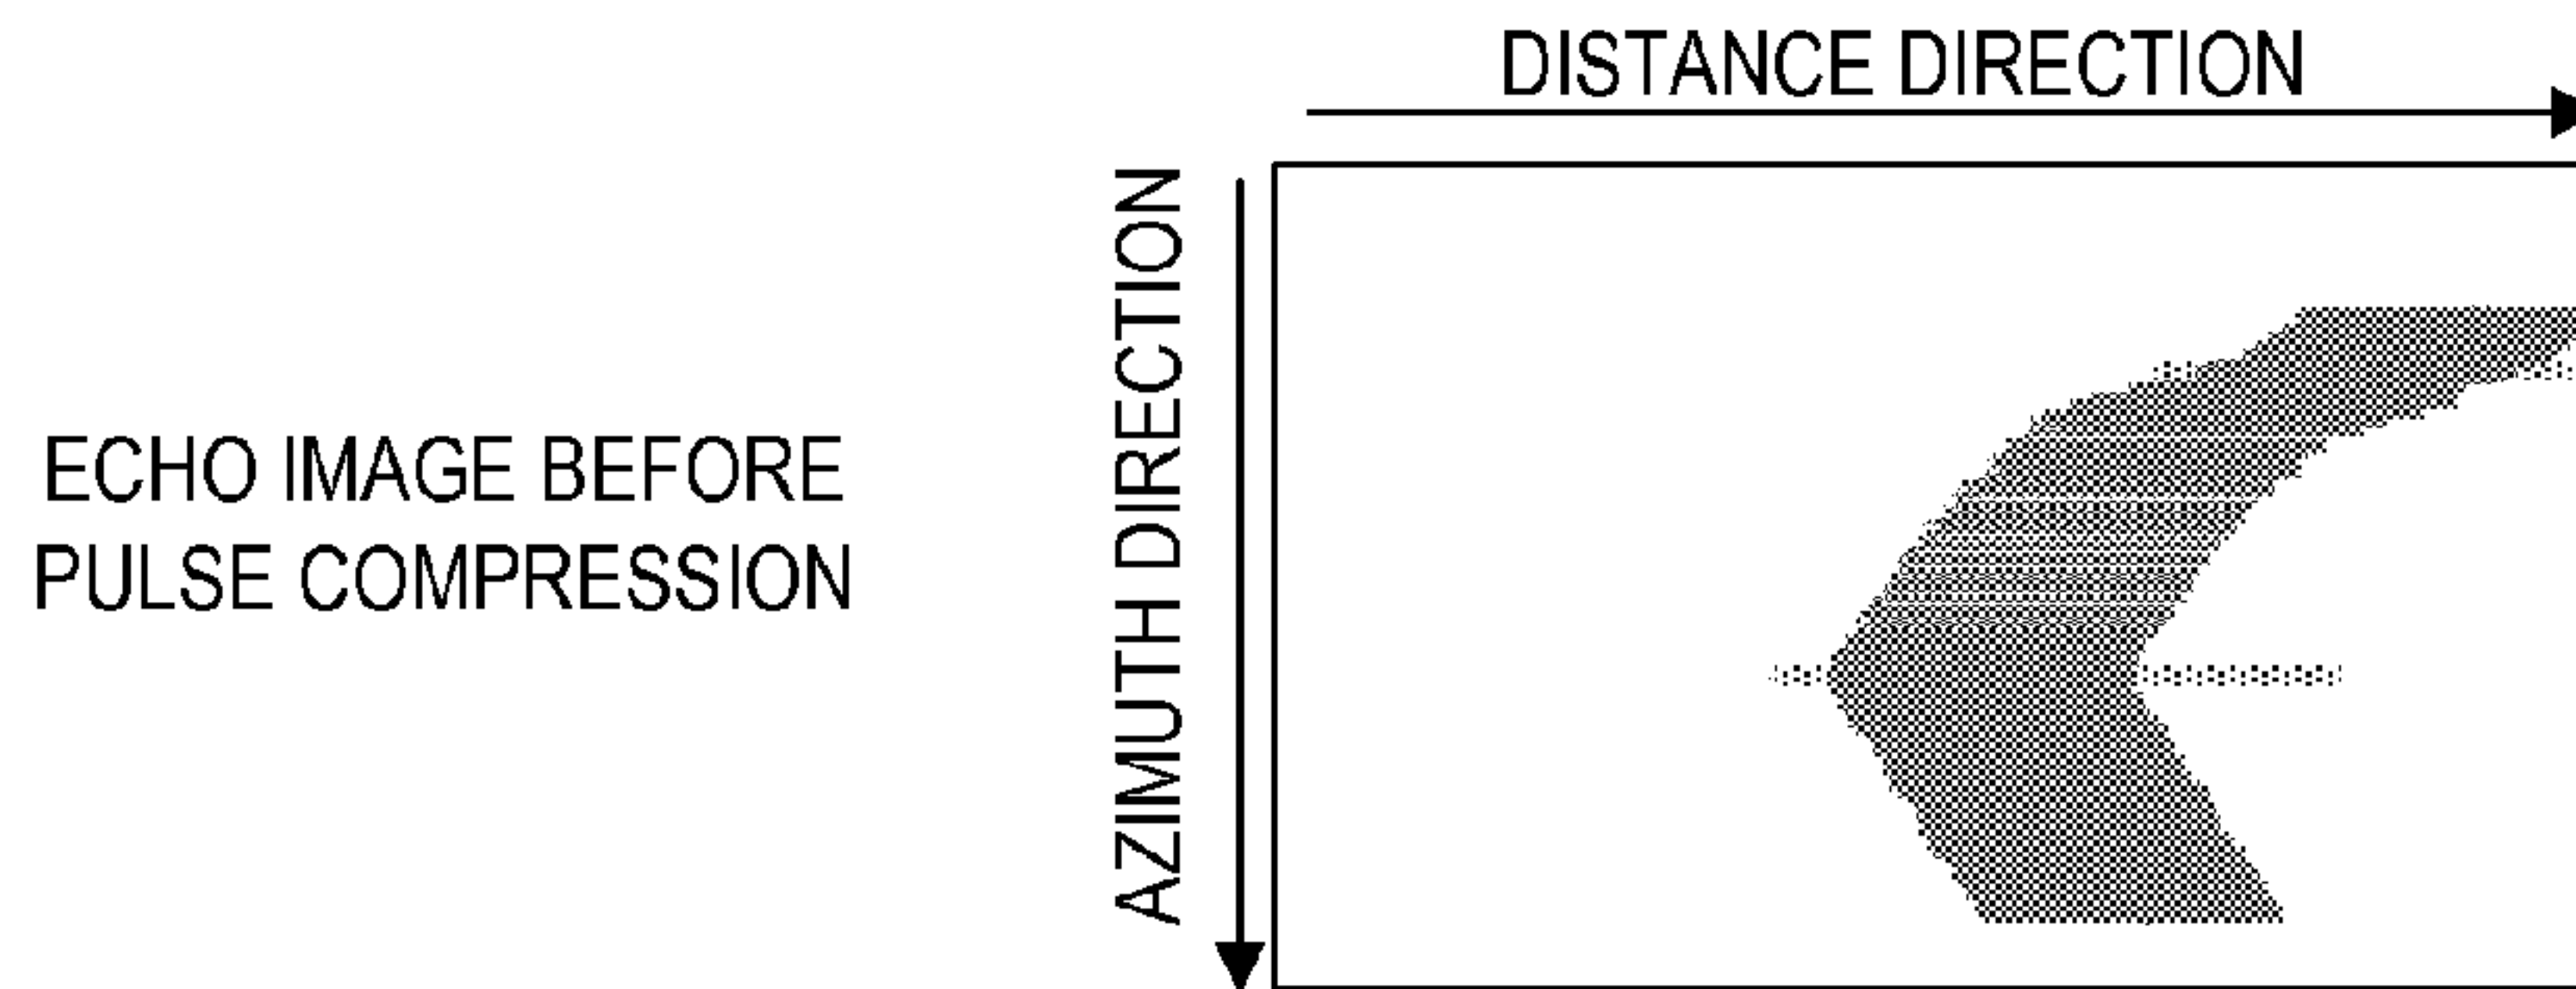 DISTANCE DIRECTION
AZIMUTH DIRECTION
ECHO IMAGE BEFORE
PULSE COMPRESSION